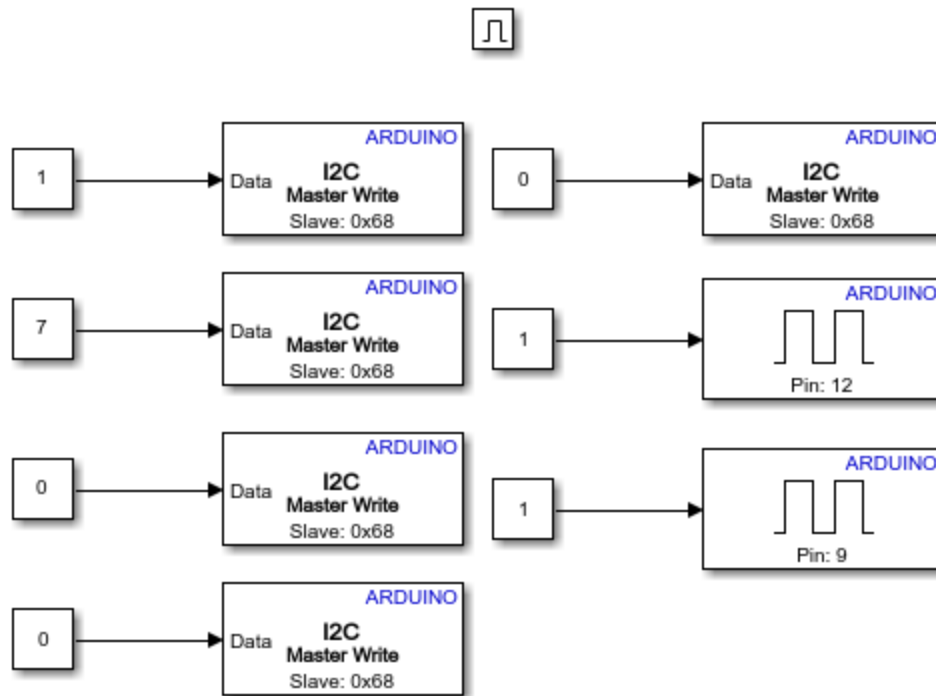 1
ARDUINO
Data
I2C
Master Write
Slave: 0x68
0
ARDUINO
Data
I2C
Master Write
Slave: 0x68
7
ARDUINO
Data
I2C
Master Write
Slave: 0x68
1
ARDUINO
Pin: 12
0
ARDUINO
Data
I2C
Master Write
Slave: 0x68
1
ARDUINO
Pin: 9
0
ARDUINO
Data
I2C
Master Write
Slave: 0x68